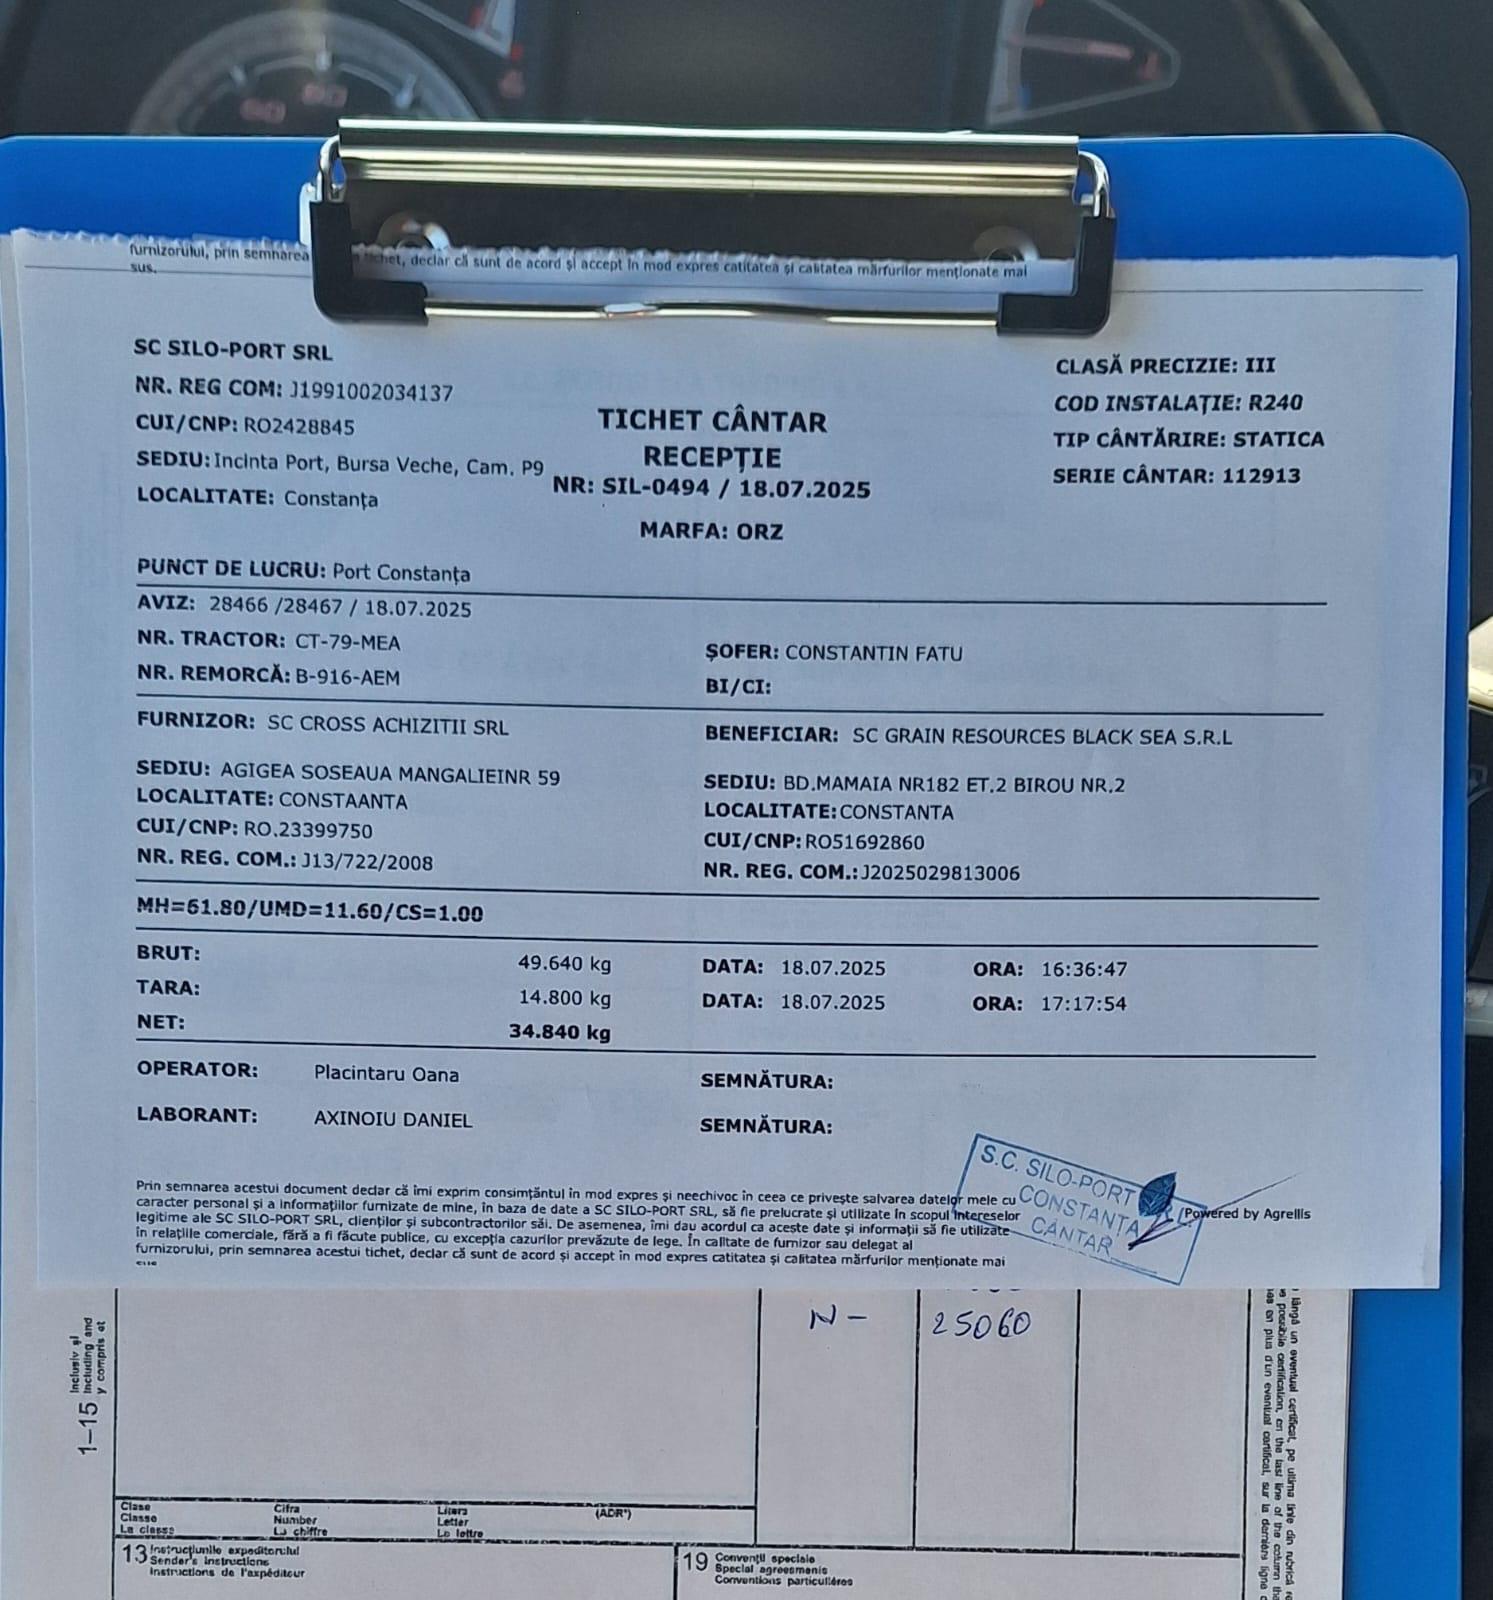 furnizorului, prin semnarea tichet, declar că sunt de acord și accept în mod expres catitatea și calitatea mărfurilor menționate mai
sus.
SC SILO-PORT SRL
NR. REG COM: J1991002034137
CUI/CNP: RO2428845
SEDIU: Incinta Port, Bursa Veche, Cam. P9
LOCALITATE: Constanța
TICHET CÂNTAR
RECEPȚIE
NR: SIL-0494 / 18.07.2025
MARFA: ORZ
CLASĂ PRECIZIE: III
COD INSTALAȚIE: R240
TIP CÂNTĂRIRE: STATICA
SERIE CÂNTAR: 112913
PUNCT DE LUCRU: Port Constanța
AVIZ: 28466 /28467 / 18.07.2025
NR. TRACTOR: CT-79-MEA
NR. REMORCĂ: B-916-AEM
ȘOFER: CONSTANTIN FATU
BI/CI:
FURNIZOR: SC CROSS ACHIZITII SRL
SEDIU: AGIGEA SOSEAUA MANGALIEINR 59
LOCALITATE: CONSTAANTA
CUI/CNP: RO.23399750
NR. REG. COM.: J13/722/2008
BENEFICIAR: SC GRAIN RESOURCES BLACK SEA S.R.L
SEDIU: BD.MAMAIA NR182 ET.2 BIROU NR.2
LOCALITATE: CONSTANTA
CUI/CNP: RO51692860
NR. REG. COM.: J2025029813006
MH=61.80/UMD=11.60/CS=1.00
BRUT: 49.640 kg DATA: 18.07.2025 ORA: 16:36:47
TARA: 14.800 kg DATA: 18.07.2025 ORA: 17:17:54
NET: 34.840 kg
OPERATOR: Placintaru Oana SEMNĂTURA:
LABORANT: AXINOIU DANIEL SEMNĂTURA:
Prin semnarea acestui document declar că îmi exprim consimțăntul în mod expres și neechivoc în ceea ce privește salvarea datelor mele cu
caracter personal și a informațiilor furnizate de mine, în baza de date a SC SILO-PORT SRL, să fie prelucrate și utilizate în scopul intereselor
legitime ale SC SILO-PORT SRL, clienților și subcontractorilor săi. De asemenea, îmi dau acordul ca aceste date și informații să fie utilizate
în relațiile comerciale, fără a fi făcute publice, cu excepția cazurilor prevăzute de lege. În calitate de furnizor sau delegat al
furnizorului, prin semnarea acestui tichet, declar că sunt de acord și accept în mod expres catitatea și calitatea mărfurilor menționate mai
S.C. SILO-PORT
CONSTANTA
CÂNTAR
Powered by Agrellis
N- 25060
1–15 Inclusiv și
Including and
y compris et
Clase Cifra Litera (ADR*)
Classe Number Letter
La classe La chiffre La lettre
13 Instrucțiunile expeditorului
Sender's instructions
Instructions de l'expéditeur
19 Convenții speciale
Special agreements
Conventions particulières
lângă un eventual certificat, pe ultima linie din rubrică
possible certification, on the last line of the column
en plus d'un eventual certifical, sur la dernière ligne